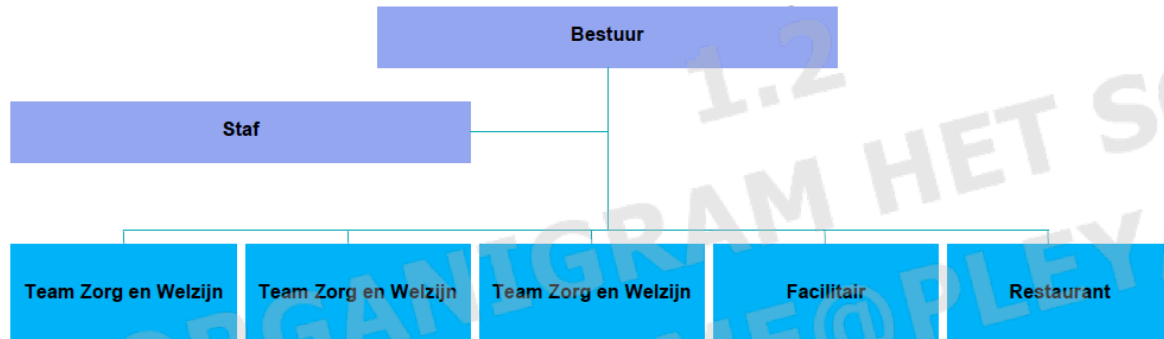 Bestuur
Staf
Team Zorg en Welzijn
Team Zorg en Welzijn
Team Zorg en Welzijn
Facilitair
Restaurant
1.2
ORGANIGRAM HET
@PLEY